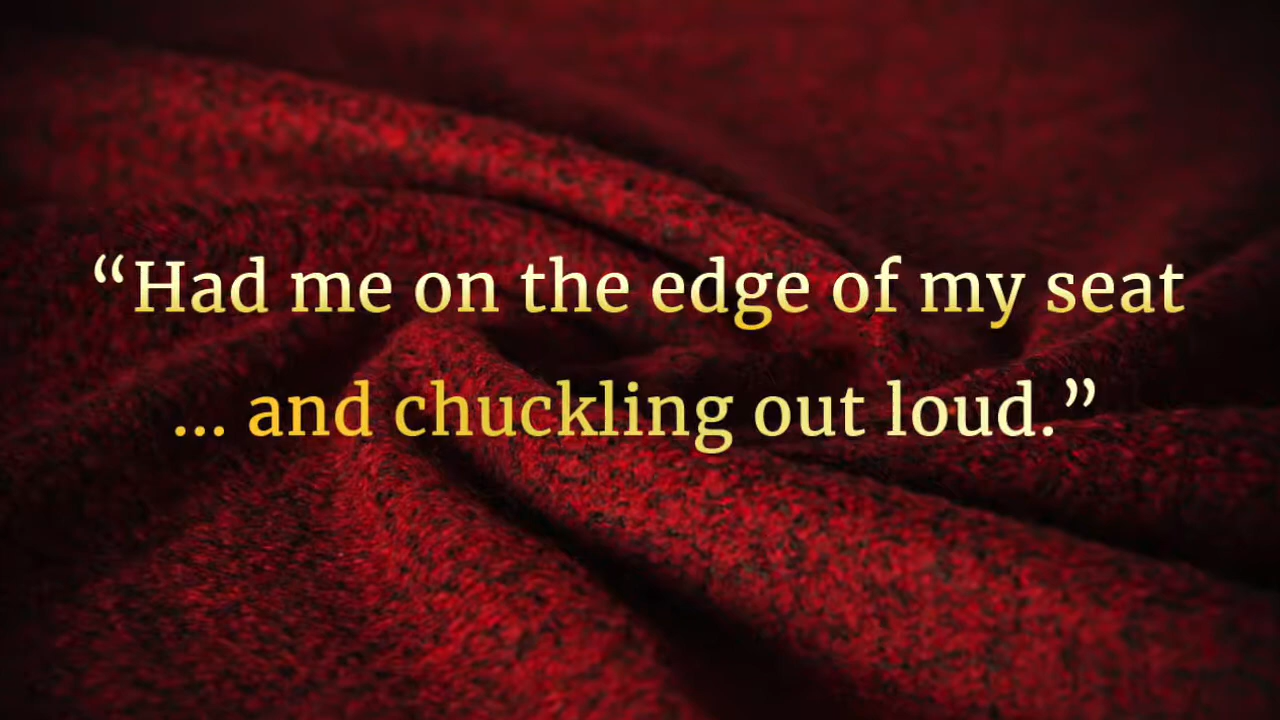 “Had me on the edge of my seat
... and chuckling out loud.”